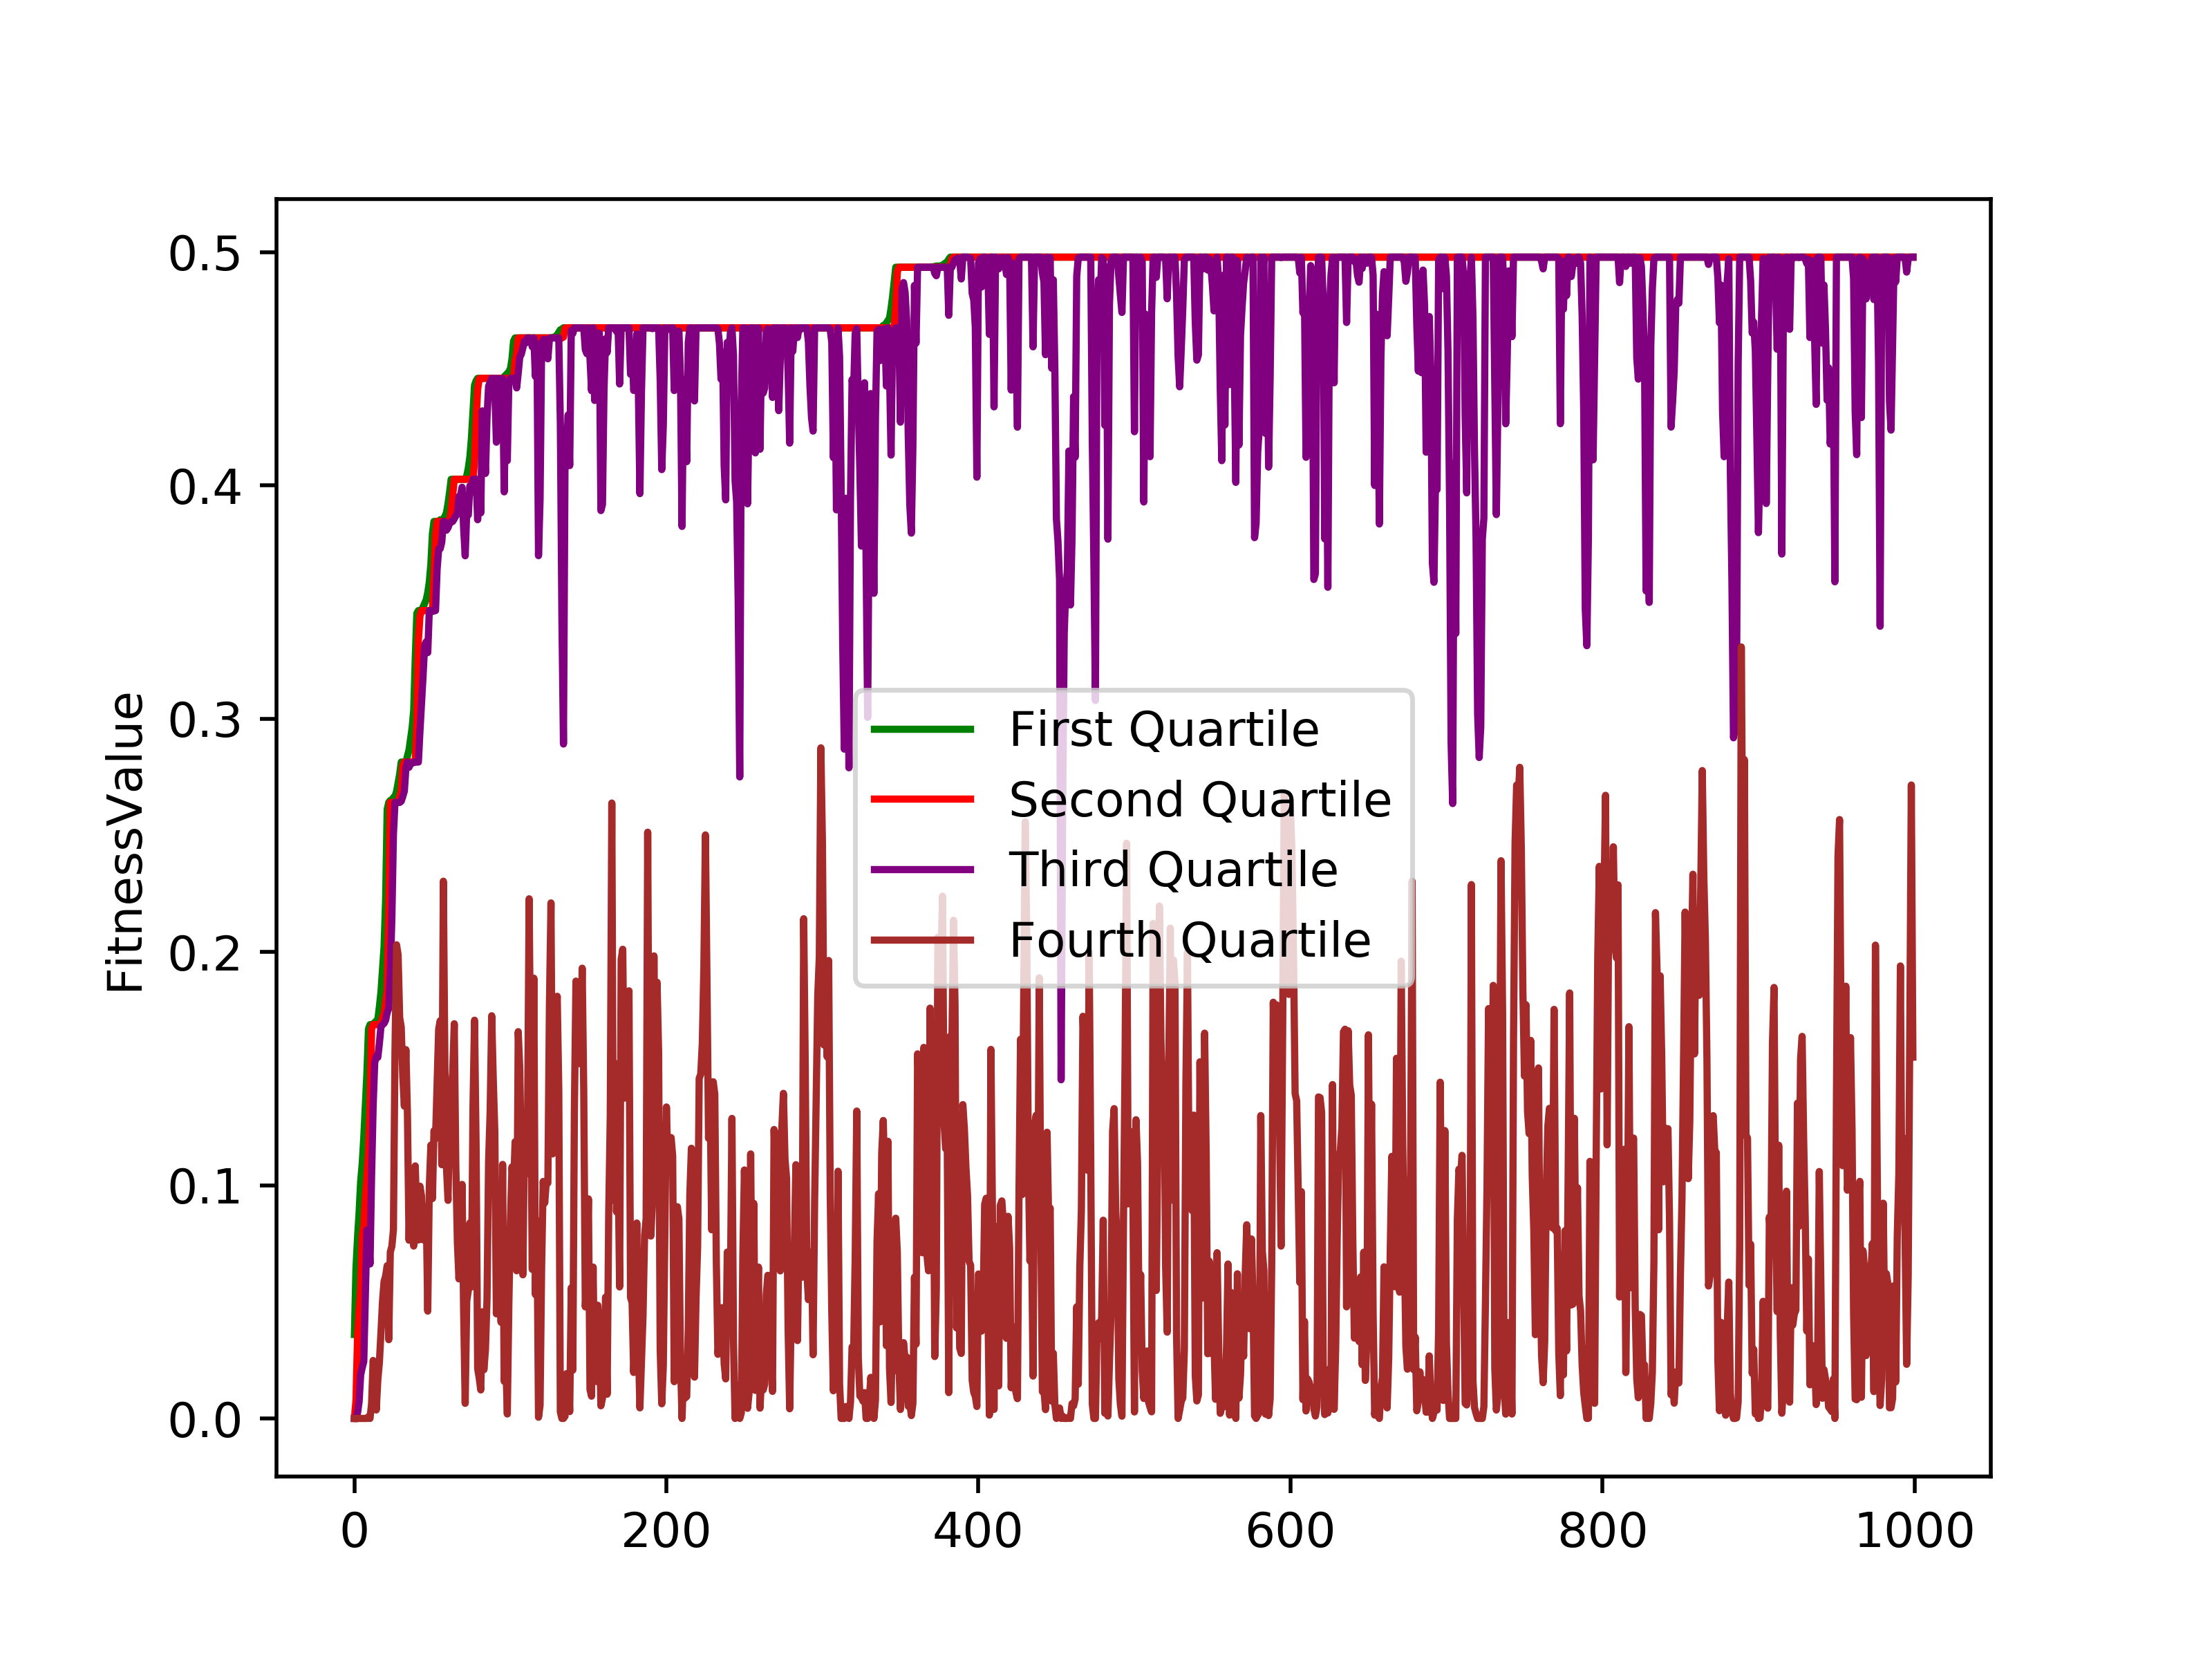 0.5
0.4
0.3
0.2
0.1
0.0
FitnessValue
First Quartile
Second Quartile
Third Quartile
Fourth Quartile
0 200 400 600 800 1000